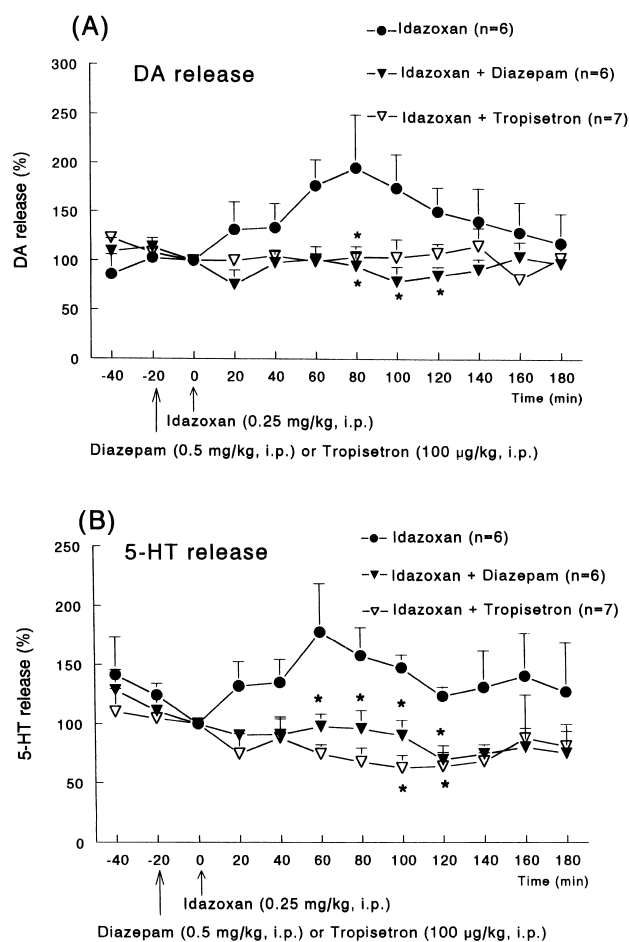 (A)
Idazoxan (n=6)
DA release
Idazoxan + Diazepam (n=6)
Idazoxan + Tropisetron (n=7)
DA release (%)
300
250
200
150
100
50
0
* 
* * *
-40 -20 0 20 40 60 80 100 120 140 160 180
Time (min)
Idazoxan (0.25 mg/kg, i.p.)
Diazepam (0.5 mg/kg, i.p.) or Tropisetron (100 µg/kg, i.p.)
(B)
Idazoxan (n=6)
5-HT release
Idazoxan + Diazepam (n=6)
Idazoxan + Tropisetron (n=7)
5-HT release (%)
250
200
150
100
50
0
* * * *
* *
-40 -20 0 20 40 60 80 100 120 140 160 180
Time (min)
Idazoxan (0.25 mg/kg, i.p.)
Diazepam (0.5 mg/kg, i.p.) or Tropisetron (100 µg/kg, i.p.)